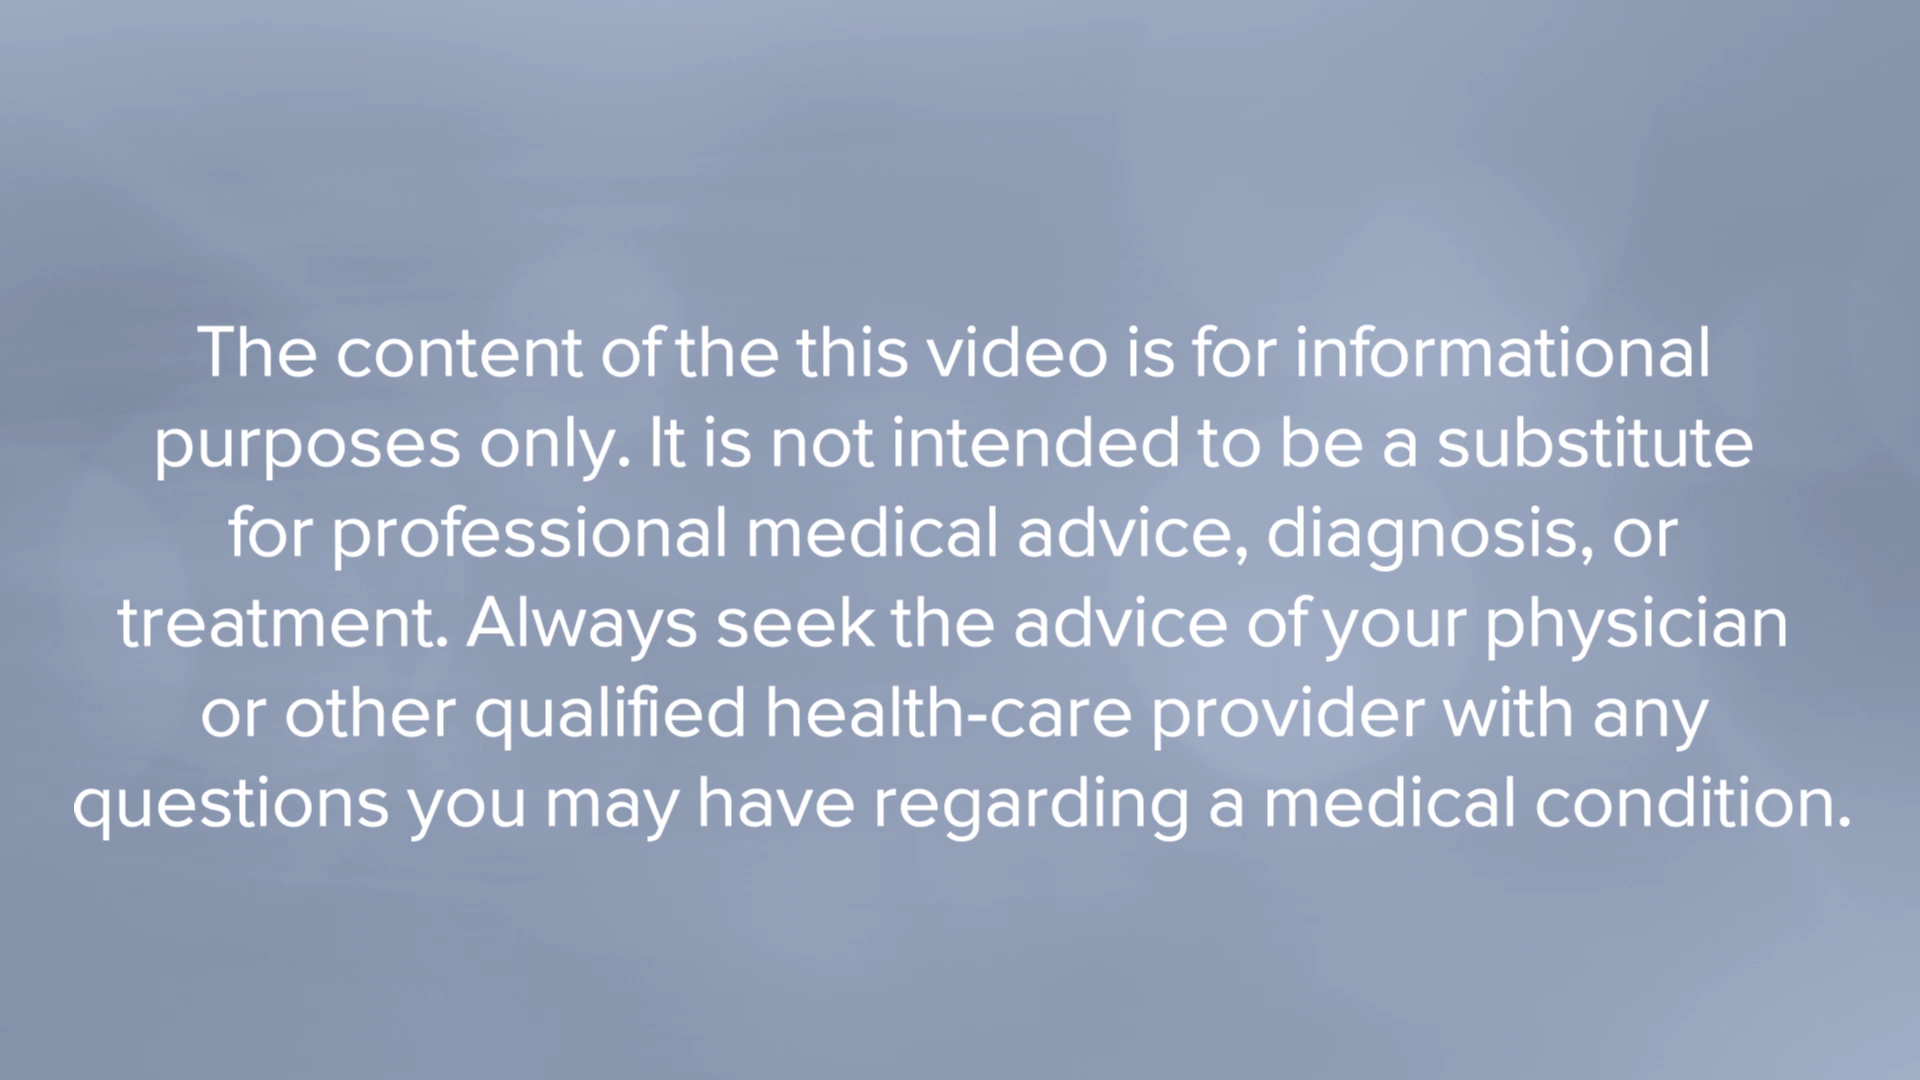 The content of the this video is for informational
purposes only. It is not intended to be a substitute
for professional medical advice, diagnosis, or
treatment. Always seek the advice of your physician
or other qualified health-care provider with any
questions you may have regarding a medical condition.